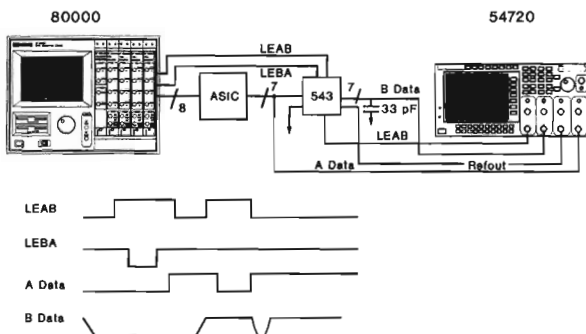 80000
54720
LEAB
LEBA
7
7
B Data
8
ASIC
543
33 pF
LEAB
A Data
Refout
LEAB
LEBA
A Data
B Data